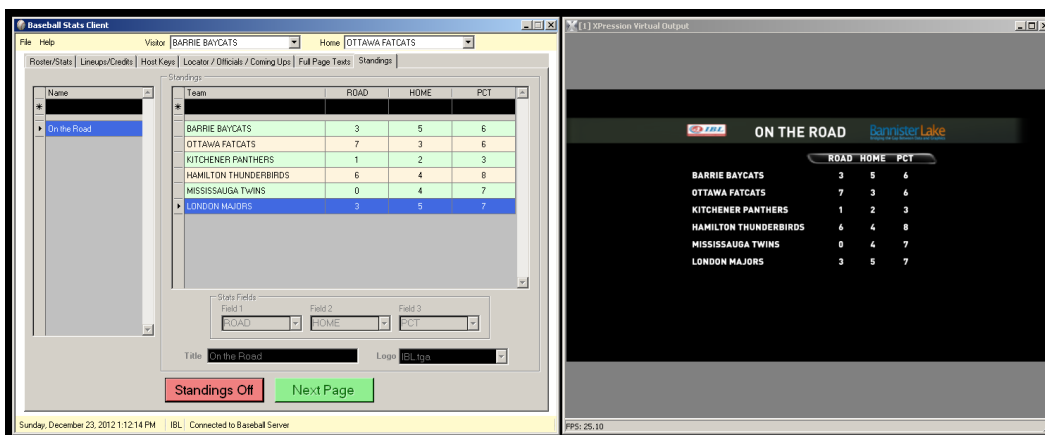 Baseball Stats Client
File Help Visitor BARRIE BAYCATS Home OTTAWA FATCATS
Roster/Stats Lineups/Credits Host Keys Locator / Officials / Coming Ups Full Page Texts Standings
Standings
Name
On the Road
Team ROAD HOME PCT
BARRIE BAYCATS 3 5 6
OTTAWA FATCATS 7 3 6
KITCHENER PANTHERS 1 2 3
HAMILTON THUNDERBIRDS 6 4 8
MISSISSAUGA TWINS 0 4 7
LONDON MAJORS 3 5 7
Stats Fields
Field 1 Field 2 Field 3
ROAD HOME PCT
Title On the Road Logo IBL.tga
Standings Off Next Page
Sunday, December 23, 2012 1:12:14 PM IBL Connected to Baseball Server
[1] XPression Virtual Output
IBL ON THE ROAD Bannister Lake
ROAD HOME PCT
BARRIE BAYCATS 3 5 6
OTTAWA FATCATS 7 3 6
KITCHENER PANTHERS 1 2 3
HAMILTON THUNDERBIRDS 6 4 8
MISSISSAUGA TWINS 0 4 7
LONDON MAJORS 3 5 7
FPS: 25.10